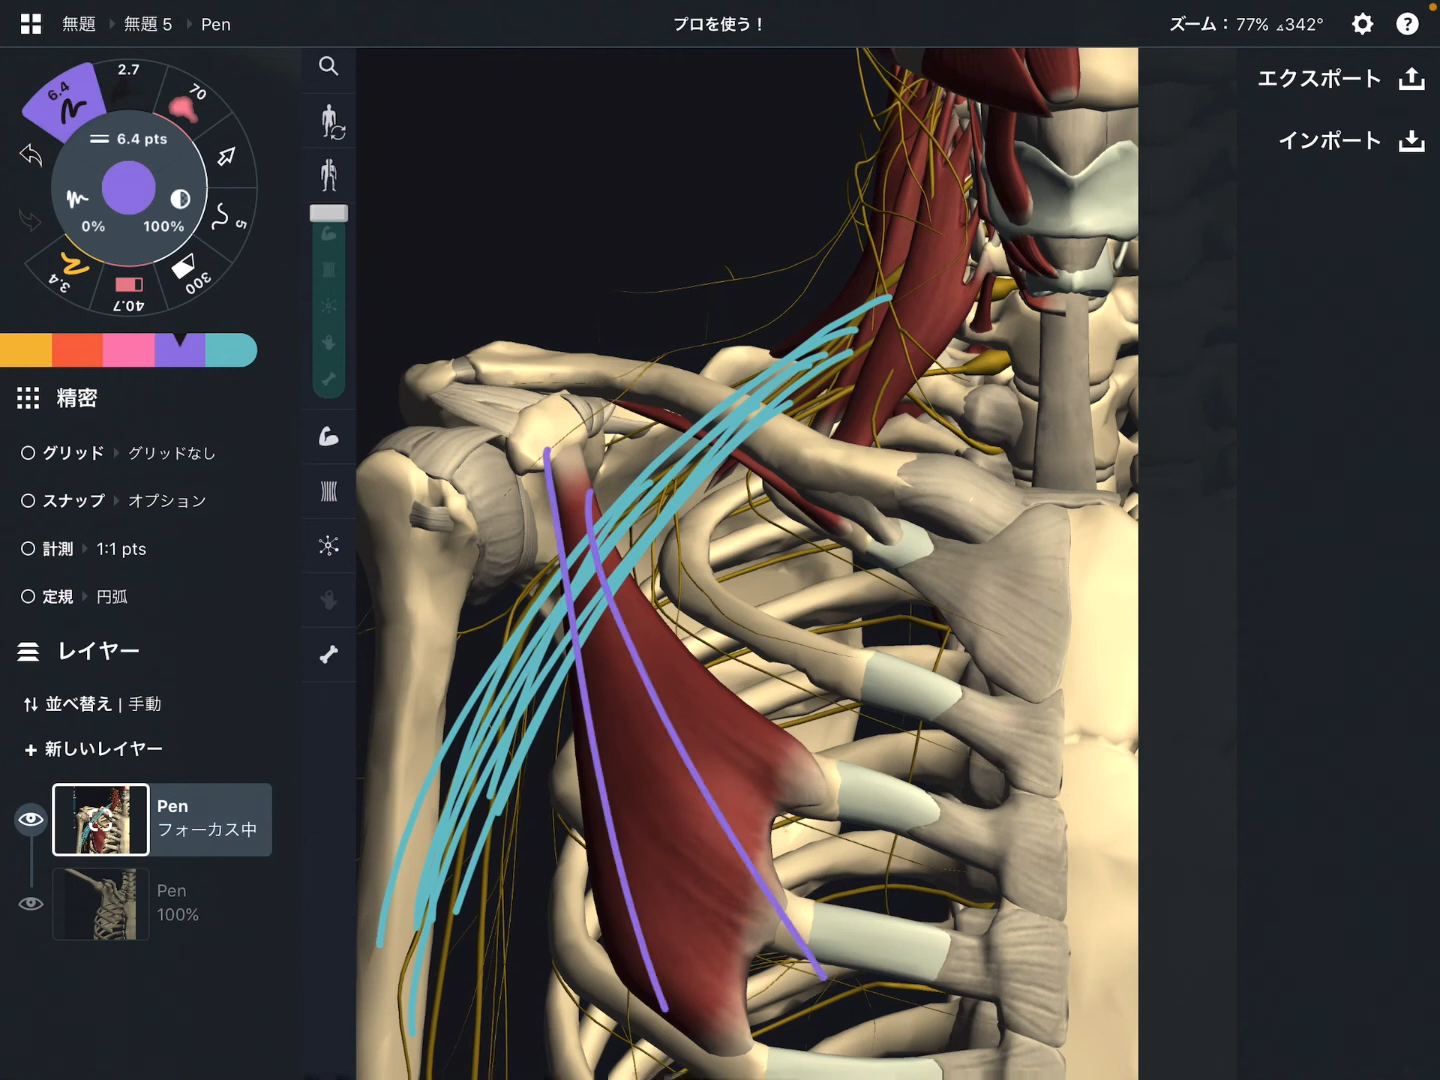 無題 無題 5 Pen
プロを使う！
ズーム：77% ⦨342°
エクスポート
インポート
6.4
2.7
70
6.4 pts
0%
100%
5
300
40.7
3.4
精密
グリッド グリッドなし
スナップ オプション
計測 1:1 pts
定規 円弧
レイヤー
並べ替え | 手動
+ 新しいレイヤー
Pen
フォーカス中
Pen
100%